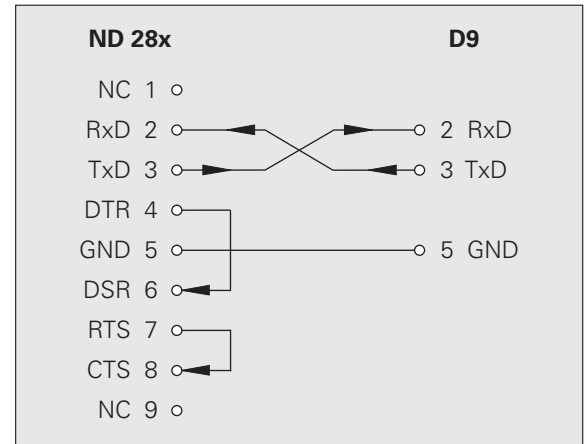 ND 28x D9
NC 1
RxD 2 2 RxD
TxD 3 3 TxD
DTR 4
GND 5 5 GND
DSR 6
RTS 7
CTS 8
NC 9